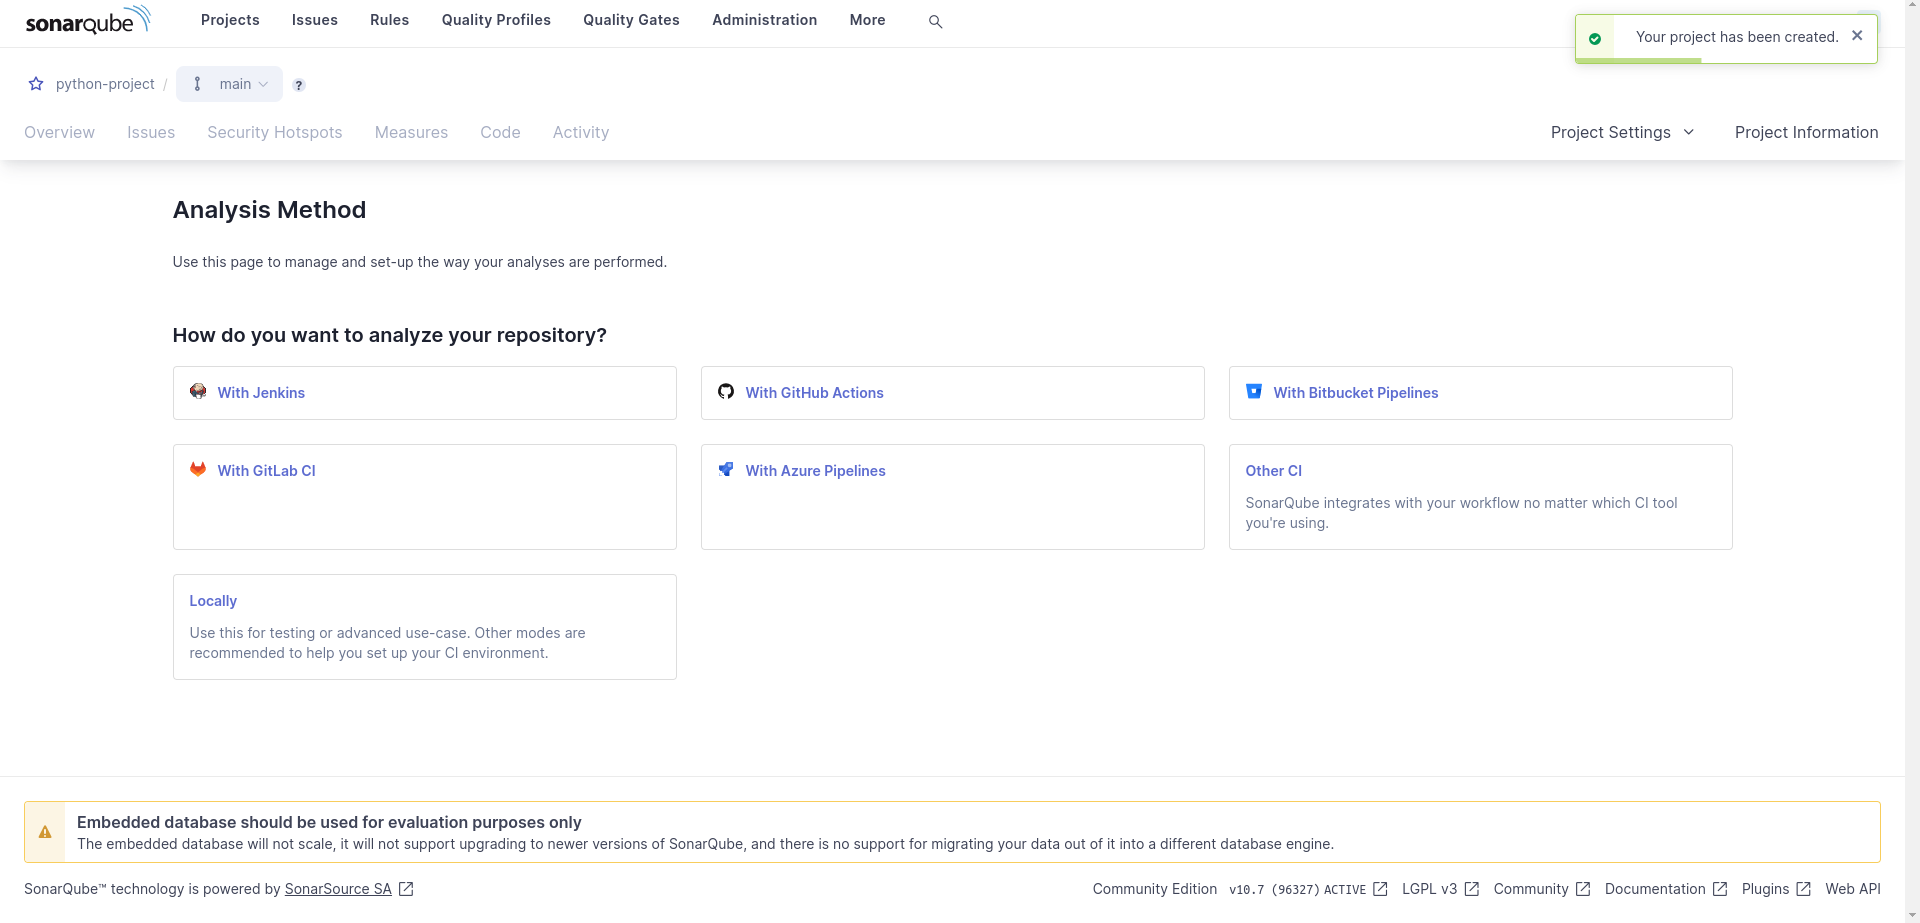 sonarqube
Projects Issues Rules Quality Profiles Quality Gates Administration More
Your project has been created.
python-project / main ?
Overview Issues Security Hotspots Measures Code Activity Project Settings Project Information
Analysis Method
Use this page to manage and set-up the way your analyses are performed.
How do you want to analyze your repository?
With Jenkins
With GitHub Actions
With Bitbucket Pipelines
With GitLab CI
With Azure Pipelines
Other CI
SonarQube integrates with your workflow no matter which CI tool
you're using.
Locally
Use this for testing or advanced use-case. Other modes are
recommended to help you set up your CI environment.
Embedded database should be used for evaluation purposes only
The embedded database will not scale, it will not support upgrading to newer versions of SonarQube, and there is no support for migrating your data out of it into a different database engine.
SonarQube™ technology is powered by SonarSource SA
Community Edition v10.7 (96327) ACTIVE LGPL v3 Community Documentation Plugins Web API